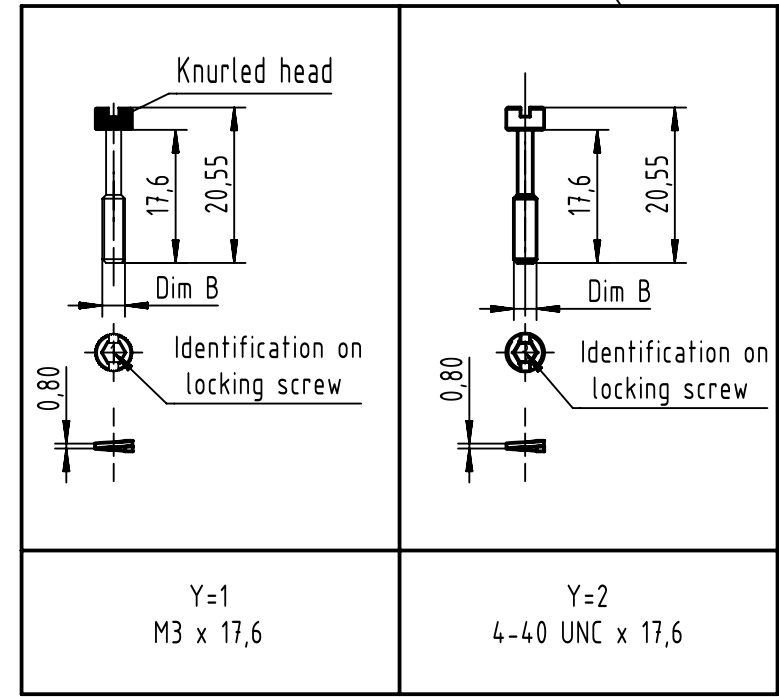 Knurled head
17,6
20,55
Dim B
Identification on
locking screw
0,80
Y=1
M3 x 17,6
17,6
20,55
Dim B
Identification on
locking screw
0,80
Y=2
4-40 UNC x 17,6